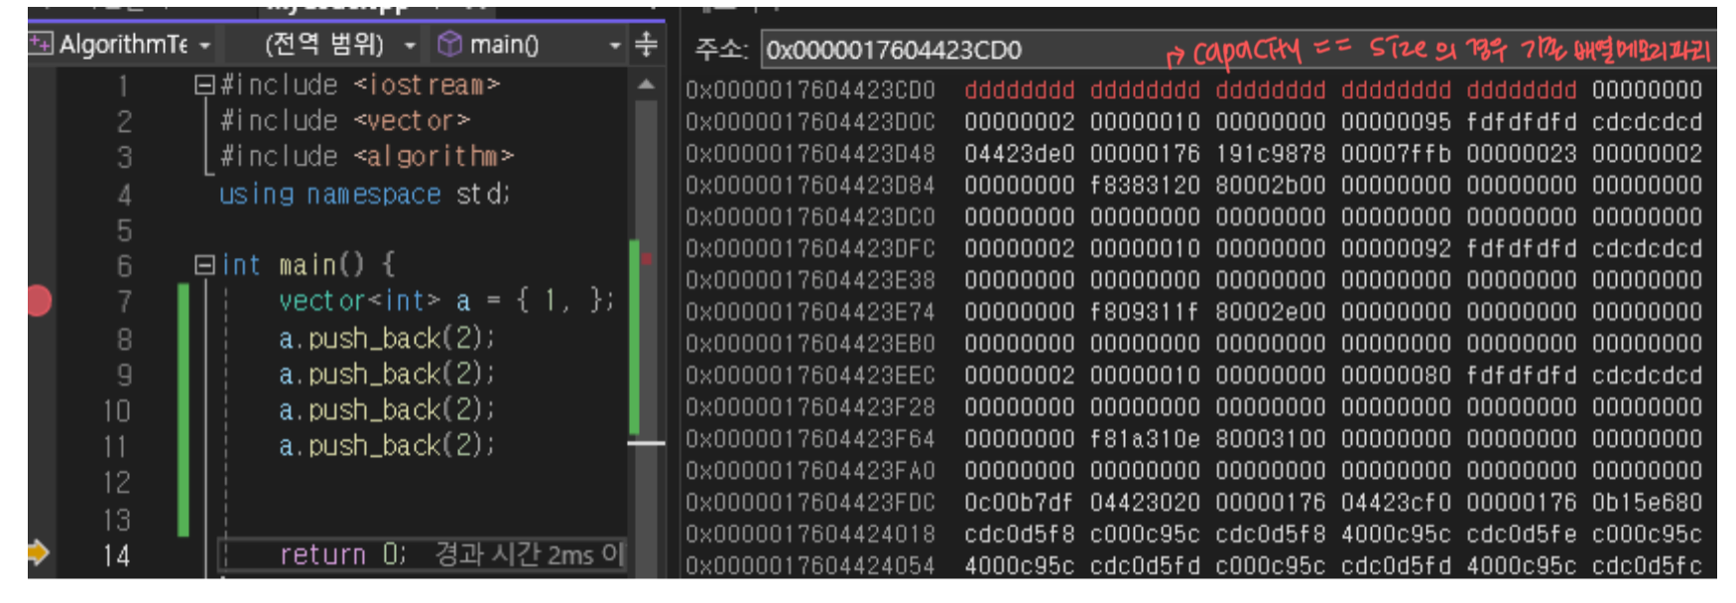 AlgorithmTe (전역 범위) main()
주소: 0x0000017604423CD0
→ capacity == size의 경우 기존 배열메모리파괴
1 #include <iostream>
2 #include <vector>
3 #include <algorithm>
4 using namespace std;
5
6 int main() {
7 vector<int> a = { 1, };
8 a.push_back(2);
9 a.push_back(2);
10 a.push_back(2);
11 a.push_back(2);
12
13
14 return 0; 경과 시간 2ms 이
0x0000017604423CD0 dddddddd dddddddd dddddddd dddddddd dddddddd 00000000
0x0000017604423D0C 00000002 00000010 00000000 00000095 fdfdfdfd cdcdcdcd
0x0000017604423D48 04423de0 00000176 191c9878 00007ffb 00000023 00000002
0x0000017604423D84 00000000 f8383120 80002b00 00000000 00000000 00000000
0x0000017604423DC0 00000000 00000000 00000000 00000000 00000000 00000000
0x0000017604423DFC 00000002 00000010 00000000 00000092 fdfdfdfd cdcdcdcd
0x0000017604423E38 00000000 00000000 00000000 00000000 00000000 00000000
0x0000017604423E74 00000000 f809311f 80002e00 00000000 00000000 00000000
0x0000017604423EB0 00000000 00000000 00000000 00000000 00000000 00000000
0x0000017604423EEC 00000002 00000010 00000000 00000080 fdfdfdfd cdcdcdcd
0x0000017604423F28 00000000 00000000 00000000 00000000 00000000 00000000
0x0000017604423F64 00000000 f81a310e 80003100 00000000 00000000 00000000
0x0000017604423FA0 00000000 00000000 00000000 00000000 00000000 00000000
0x0000017604423FDC 0c00b7df 04423020 00000176 04423cf0 00000176 0b15e680
0x0000017604424018 cdc0d5f8 c000c95c cdc0d5f8 4000c95c cdc0d5fe c000c95c
0x0000017604424054 4000c95c cdc0d5fd c000c95c cdc0d5fd 4000c95c cdc0d5fc